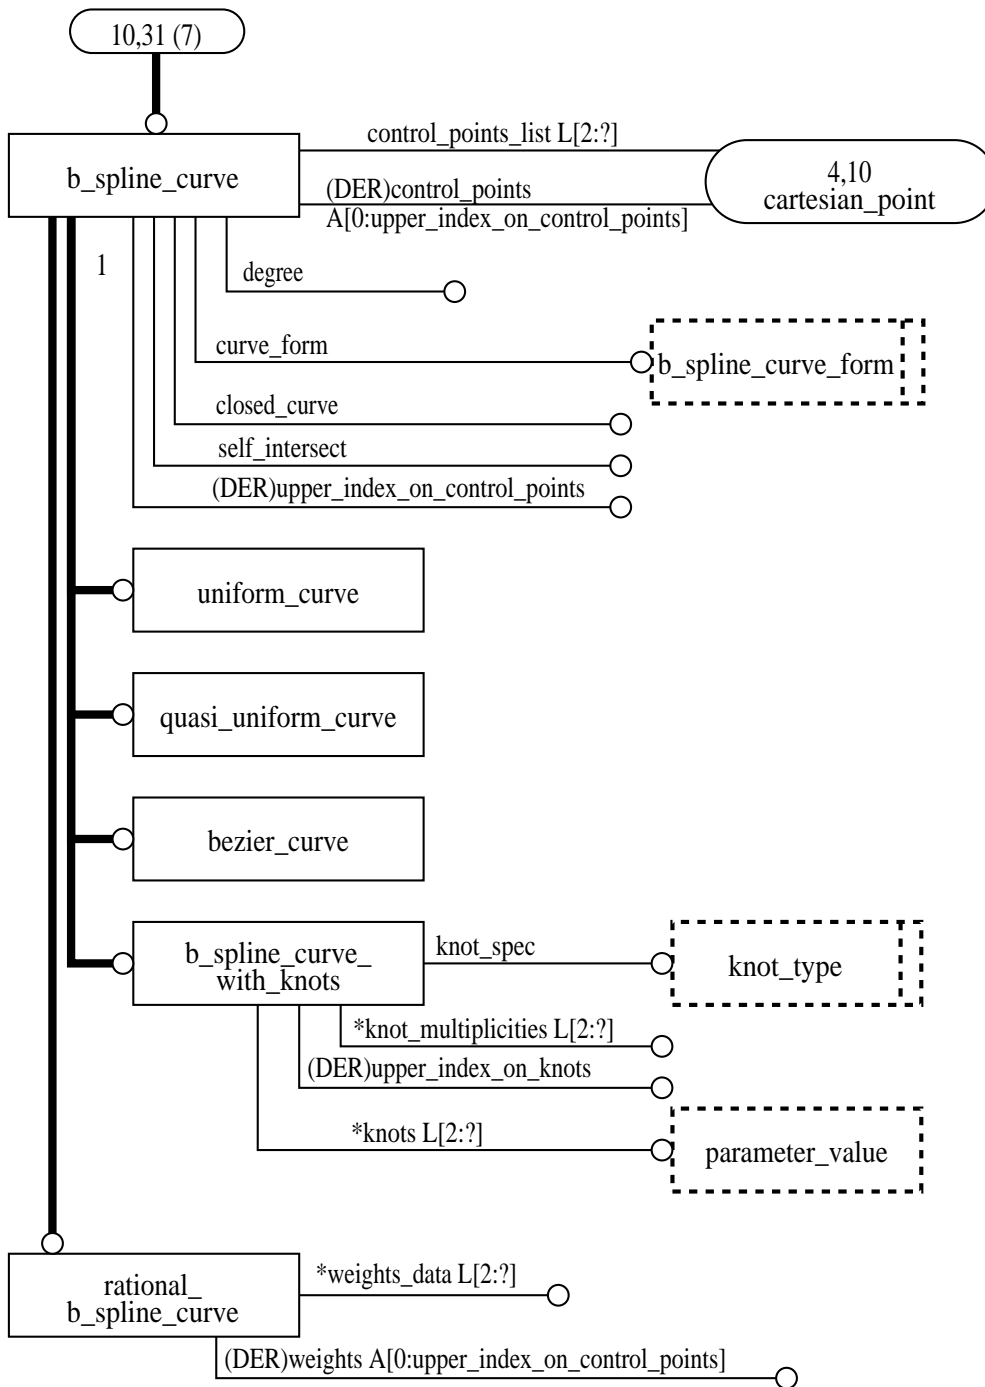 10,31 (7)
control_points_list L[2:?]
b_spline_curve
4,10
cartesian_point
(DER)control_points
A[0:upper_index_on_control_points]
1
degree
curve_form
b_spline_curve_form
closed_curve
self_intersect
(DER)upper_index_on_control_points
uniform_curve
quasi_uniform_curve
bezier_curve
b_spline_curve_
with_knots
knot_spec
knot_type
*knot_multiplicities L[2:?]
(DER)upper_index_on_knots
*knots L[2:?]
parameter_value
rational_
b_spline_curve
*weights_data L[2:?]
(DER)weights A[0:upper_index_on_control_points]